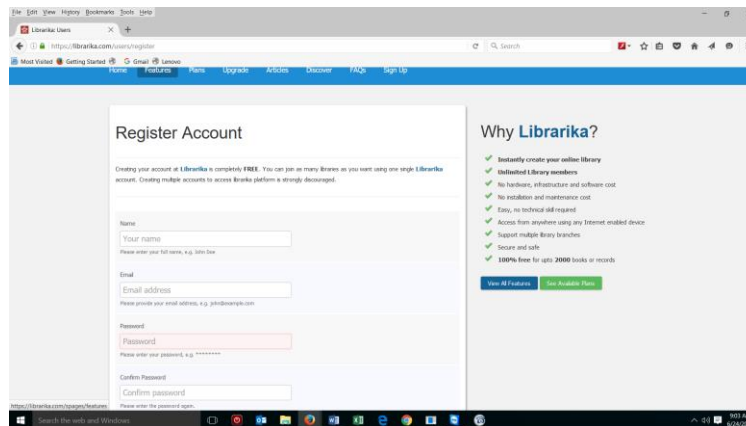 File Edit View History Bookmarks Tools Help
Librarika: Users
https://librarika.com/users/register
Search
Most Visited Getting Started Gmail Lenovo
Home Features Plans Upgrade Articles Discover FAQs Sign Up
Register Account
Creating your account at Librarika is completely FREE. You can join as many libraries as you want using one single Librarika
account. Creating multiple accounts to access librarika platform is strongly discouraged.
Name
Your name
Please enter your full name, e.g. John Doe
Email
Email address
Please provide your email address, e.g. john@example.com
Password
Password
Please enter your password, e.g. ********
Confirm Password
Confirm password
Please enter the password again.
Why Librarika?
Instantly create your online library
Unlimited Library members
No hardware, infrastructure and software cost
No installation and maintenance cost
Easy, no technical skill required
Access from anywhere using any Internet enabled device
Support multiple library branches
Secure and safe
100% free for upto 2000 books or records
View All Features See Available Plans
https://librarika.com/spages/features
Search the web and Windows
9:03 A
6/24/2